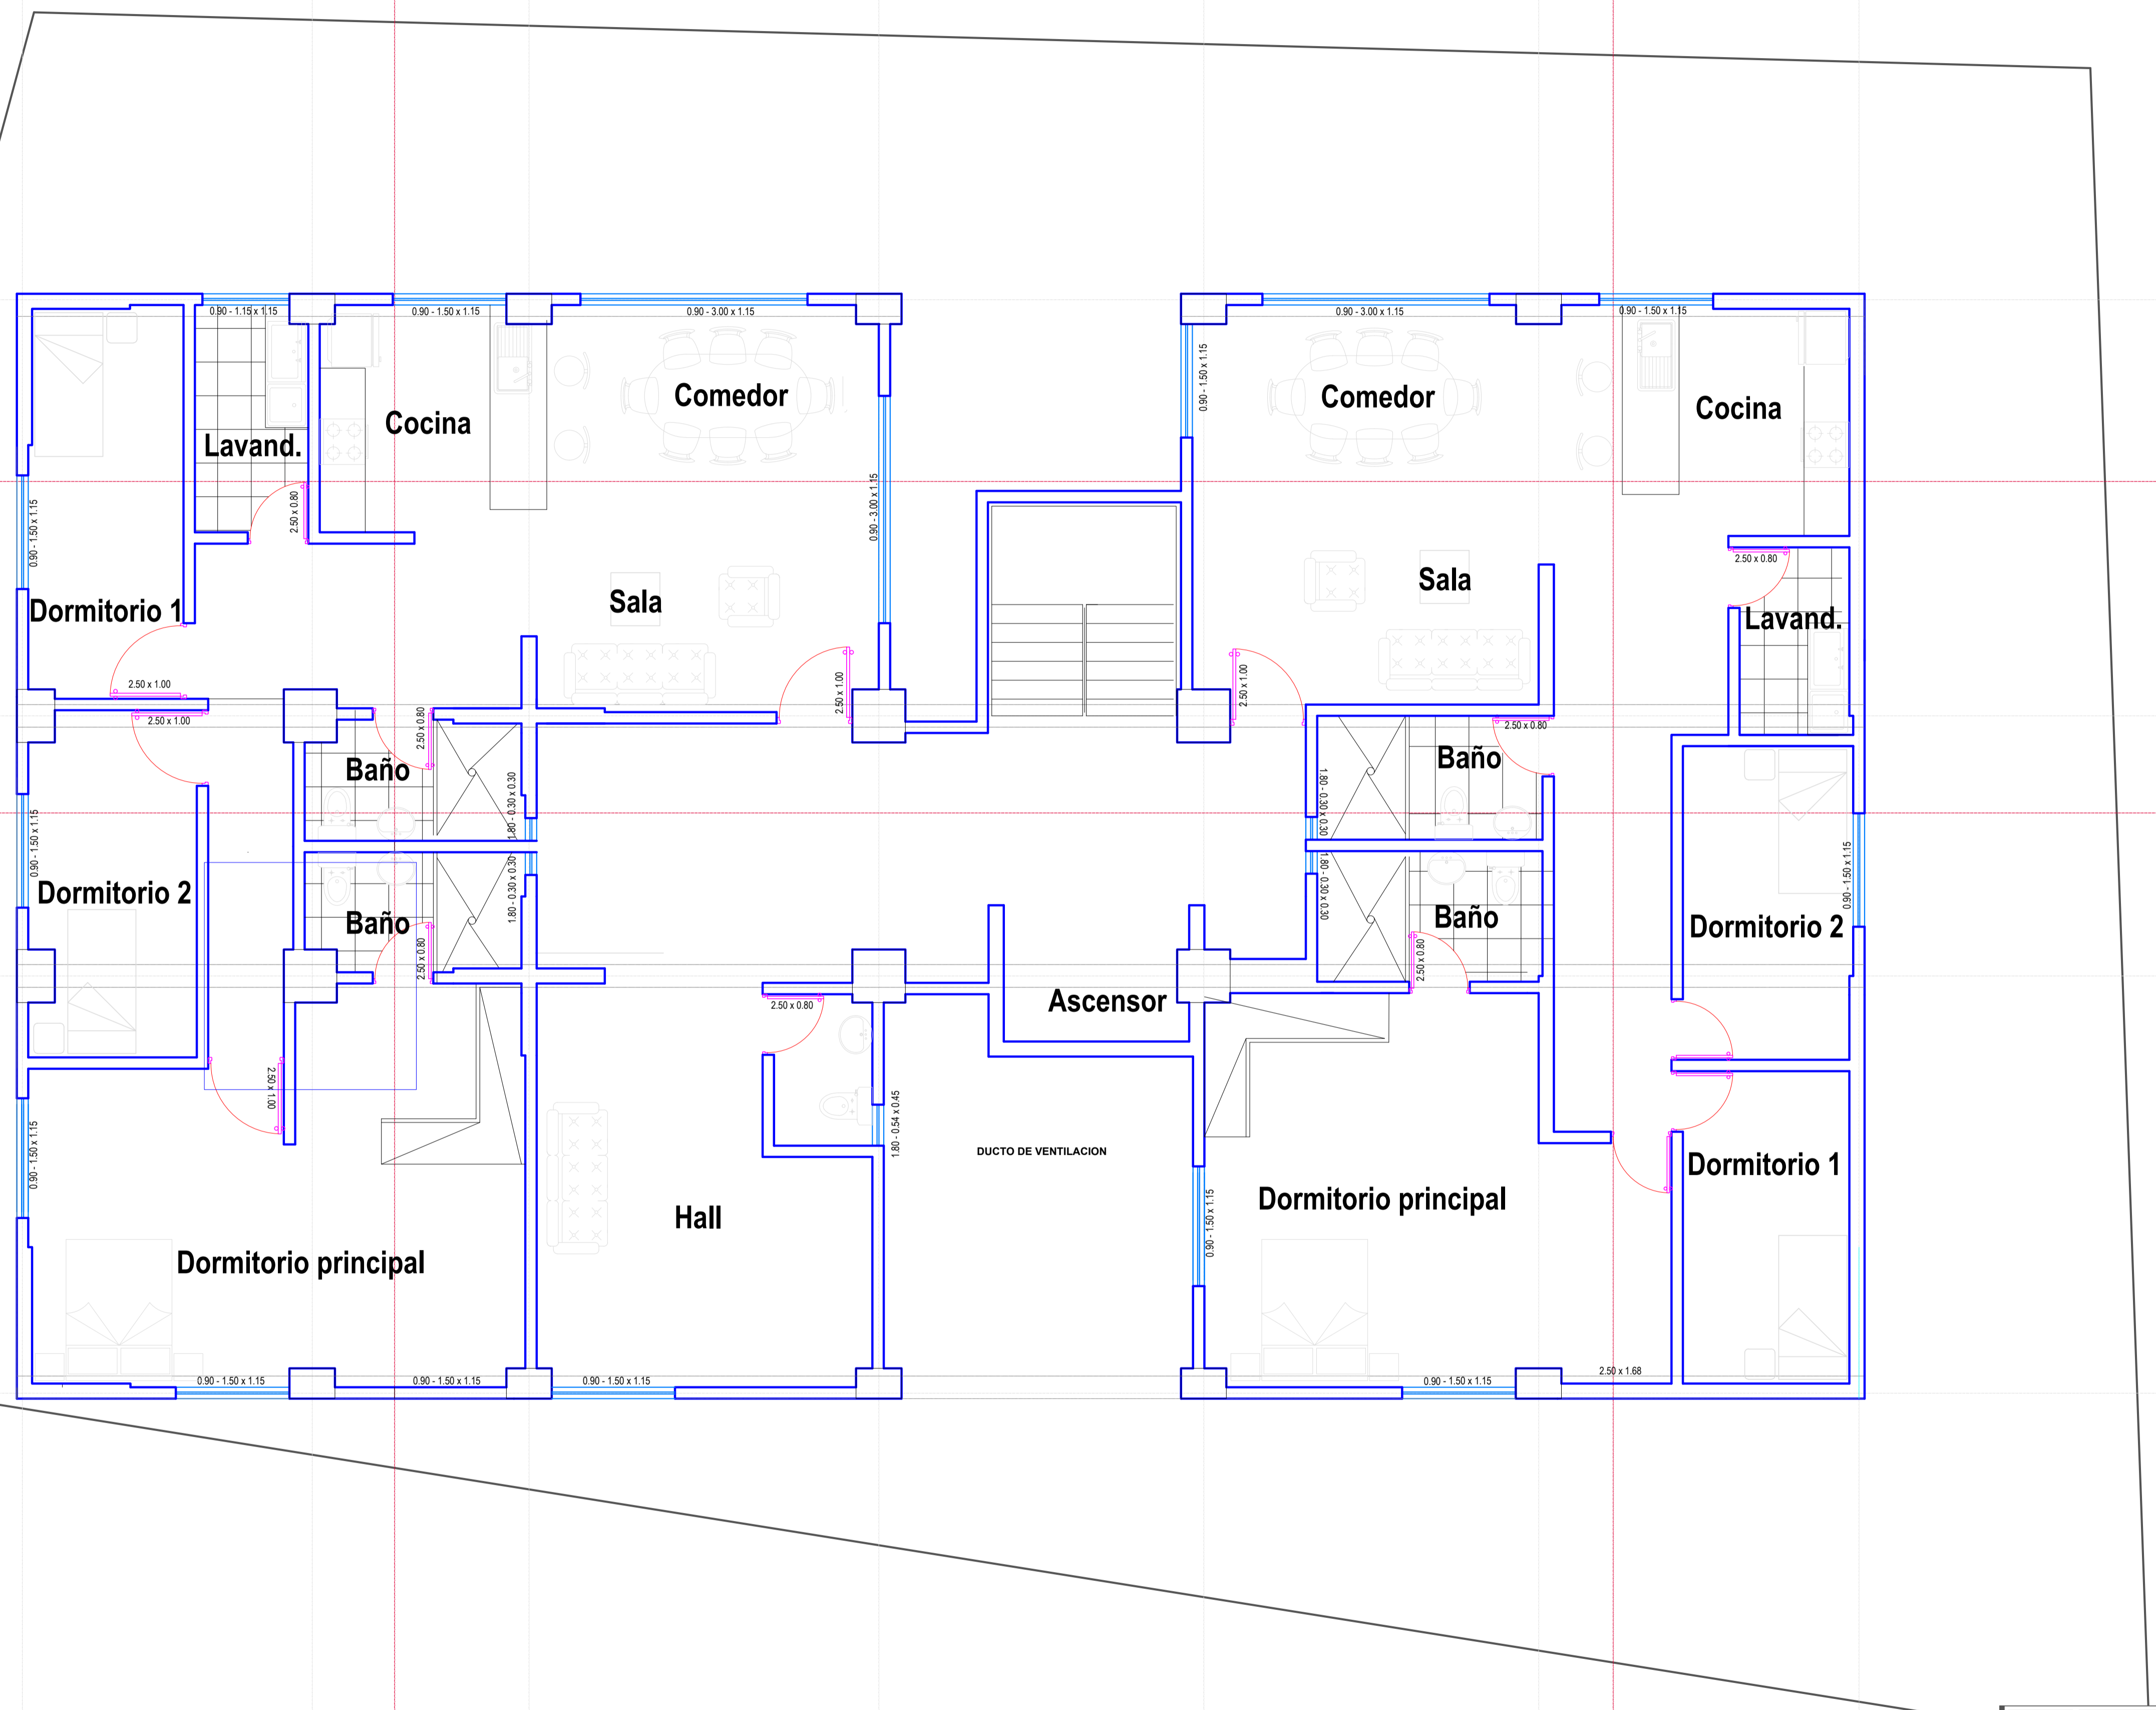 0.90 - 1.15 x 1.15
0.90 - 1.50 x 1.15
0.90 - 3.00 x 1.15
0.90 - 3.00 x 1.15
0.90 - 1.50 x 1.15
0.90 - 1.50 x 1.15
Comedor
Comedor
Cocina
Cocina
Lavand.
2.50 x 0.80
0.90 - 3.00 x 1.15
0.90 - 1.50 x 1.15
2.50 x 0.80
Sala
Sala
Dormitorio 1
Lavand.
2.50 x 1.00
2.50 x 1.00
2.50 x 1.00
2.50 x 1.00
2.50 x 0.80
2.50 x 0.80
Baño
Baño
1.80 - 0.30 x 0.30
1.80 - 0.30 x 0.30
0.90 - 1.50 x 1.15
0.90 - 1.50 x 1.15
Dormitorio 2
1.80 - 0.30 x 0.30
1.80 - 0.30 x 0.30
Baño
Baño
Dormitorio 2
2.50 x 0.80
2.50 x 0.80
Ascensor
2.50 x 0.80
2.50 x 1.00
1.80 - 0.54 x 0.45
DUCTO DE VENTILACION
0.90 - 1.50 x 1.15
Dormitorio 1
Dormitorio principal
Hall
0.90 - 1.50 x 1.15
Dormitorio principal
0.90 - 1.50 x 1.15
0.90 - 1.50 x 1.15
0.90 - 1.50 x 1.15
0.90 - 1.50 x 1.15
2.50 x 1.68